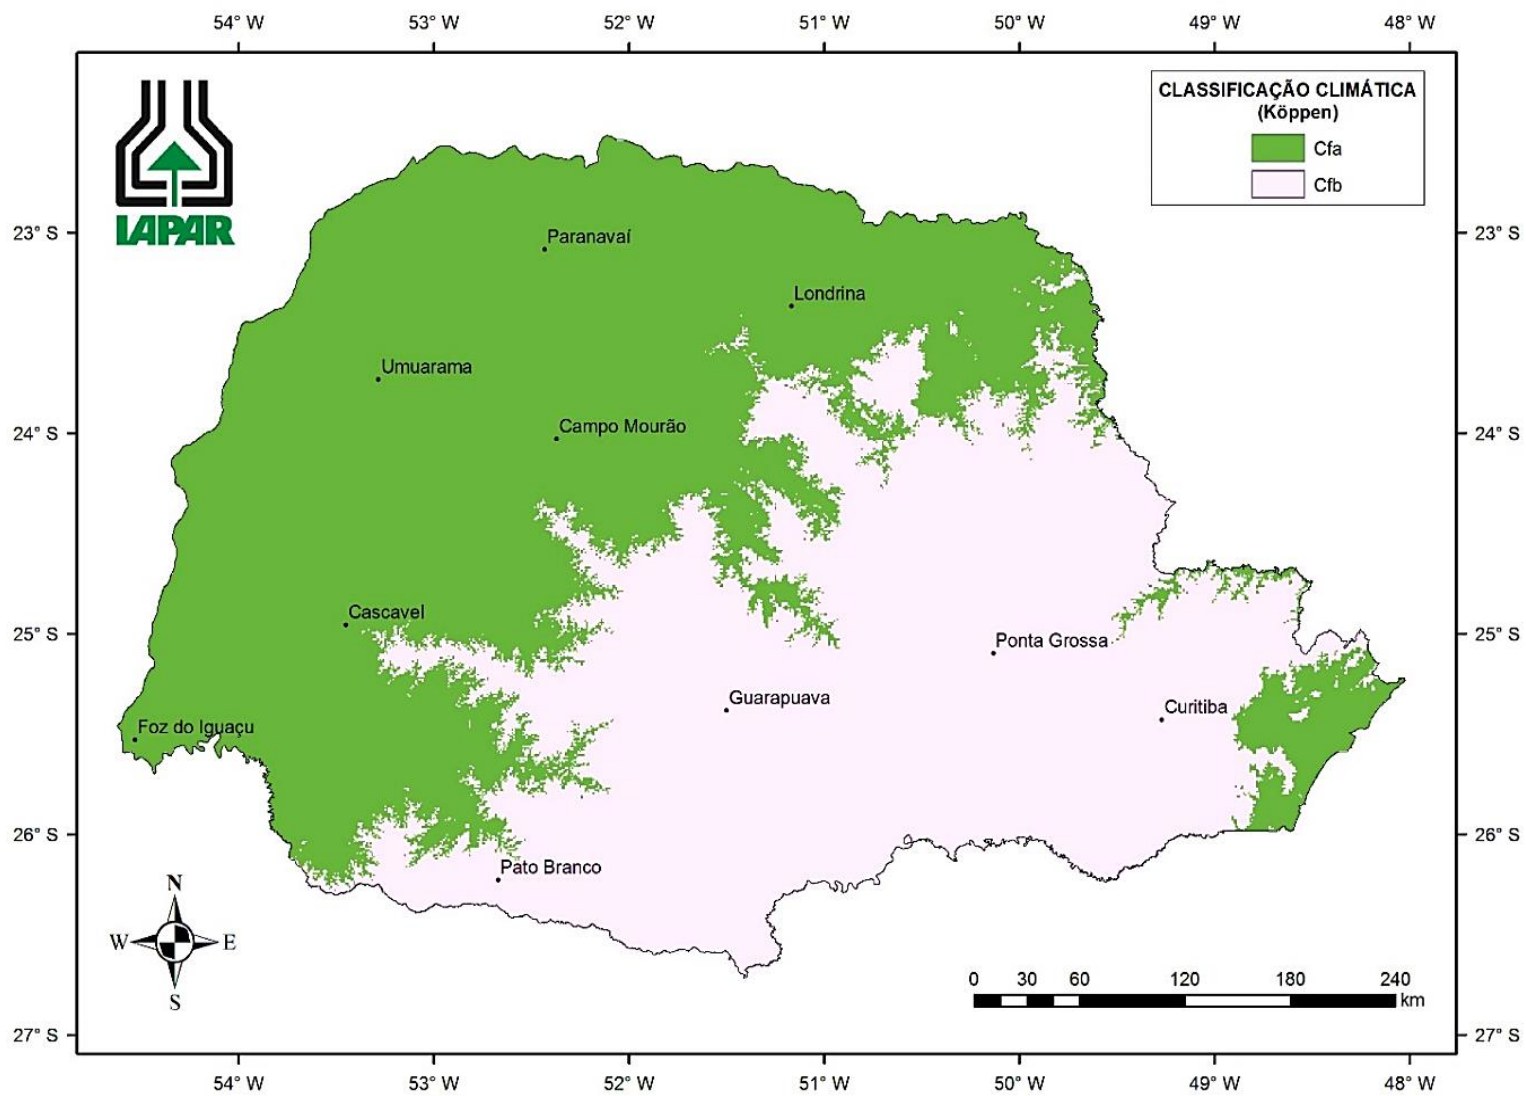 54° W 53° W 52° W 51° W 50° W 49° W 48° W
CLASSIFICAÇÃO CLIMÁTICA
(Köppen)
Cfa
Cfb
IAPAR
23° S 23° S
Paranavaí
Londrina
Umuarama
Campo Mourão
24° S 24° S
Cascavel
25° S 25° S
Ponta Grossa
Guarapuava
Curitiba
Foz do Iguaçu
26° S 26° S
Pato Branco
N
W E
S
0 30 60 120 180 240
km
27° S 27° S
54° W 53° W 52° W 51° W 50° W 49° W 48° W